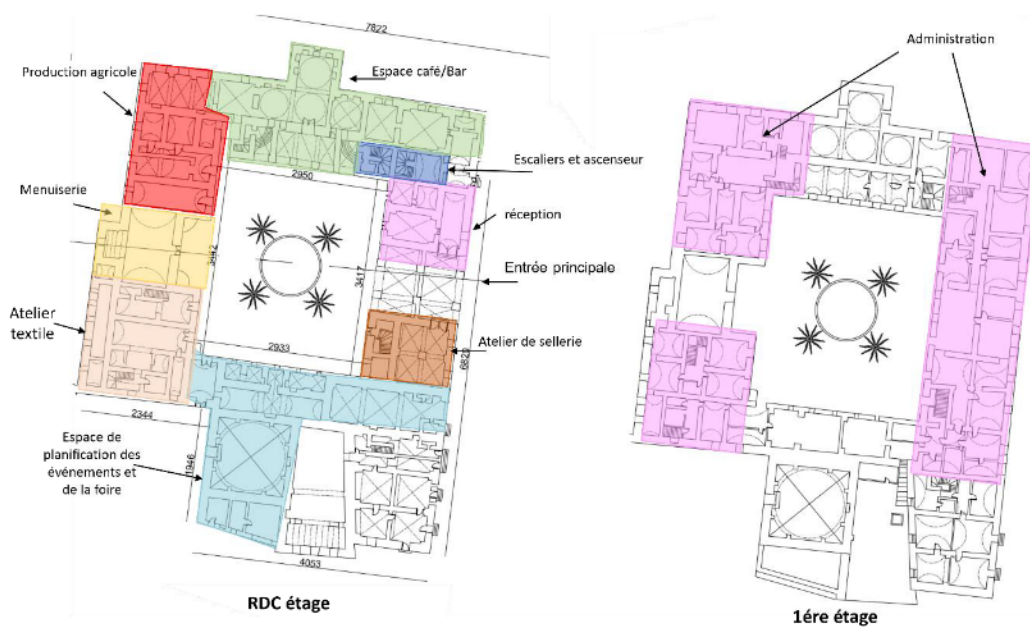 7822
Administration
Production agricole
Espace café/Bar
Escaliers et ascenseur
2950
Menuiserie
réception
3417
Entrée principale
Atelier
textile
Atelier de sellerie
6820
2933
2344
Espace de
planification des
événements et
de la foire
1946
4053
RDC étage
1ére étage